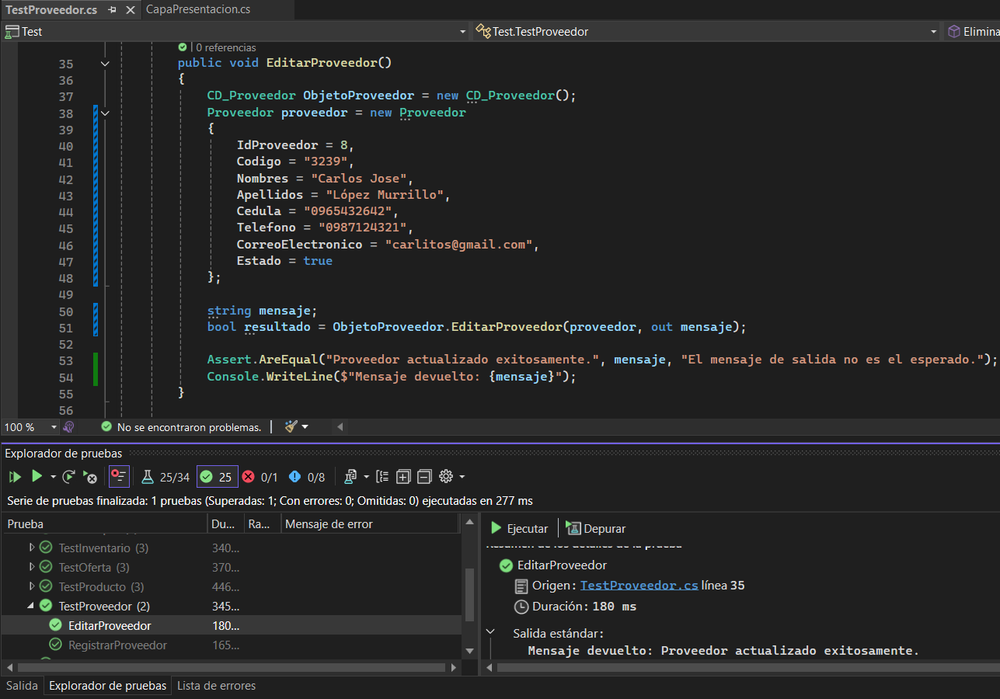 TestProveedor.cs CapaPresentacion.cs
Test Test.TestProveedor Elimina
0 referencias
35 public void EditarProveedor()
36 {
37 CD_Proveedor ObjetoProveedor = new CD_Proveedor();
38 Proveedor proveedor = new Proveedor
39 {
40 IdProveedor = 8,
41 Codigo = "3239",
42 Nombres = "Carlos Jose",
43 Apellidos = "López Murrillo",
44 Cedula = "0965432642",
45 Telefono = "0987124321",
46 CorreoElectronico = "carlitos@gmail.com",
47 Estado = true
48 };
49
50 string mensaje;
51 bool resultado = ObjetoProveedor.EditarProveedor(proveedor, out mensaje);
52
53 Assert.AreEqual("Proveedor actualizado exitosamente.", mensaje, "El mensaje de salida no es el esperado.");
54 Console.WriteLine($"Mensaje devuelto: {mensaje}");
55 }
56
100 % No se encontraron problemas.
Explorador de pruebas
25/34 25 0/1 0/8
Serie de pruebas finalizada: 1 pruebas (Superadas: 1; Con errores: 0; Omitidas: 0) ejecutadas en 277 ms
Prueba Du... Ra... Mensaje de error
TestInventario (3) 340...
TestOferta (3) 370...
TestProducto (3) 446...
TestProveedor (2) 345...
EditarProveedor 180...
RegistrarProveedor 165...
Ejecutar Depurar
Resumen de los detalles de la prueba
EditarProveedor
Origen: TestProveedor.cs línea 35
Duración: 180 ms
Salida estándar:
Mensaje devuelto: Proveedor actualizado exitosamente.
Salida Explorador de pruebas Lista de errores